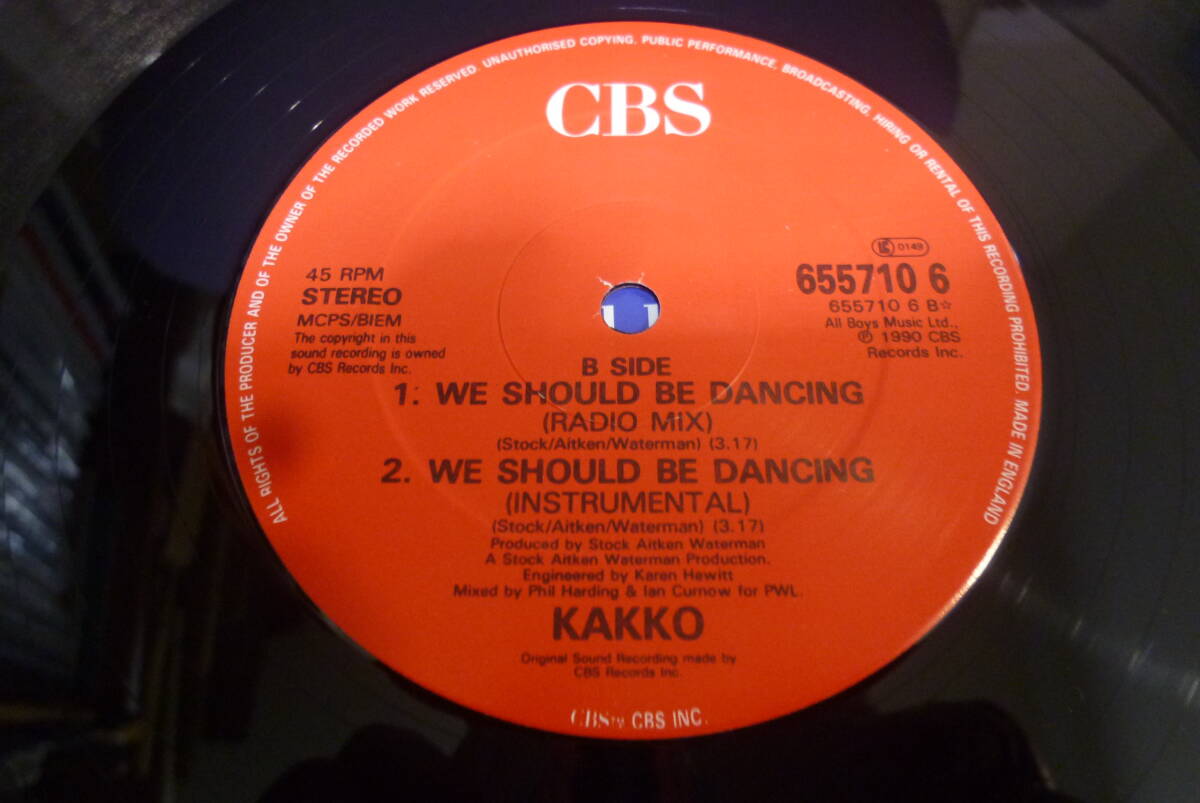 ALL RIGHTS OF THE PRODUCER AND OF THE OWNER OF THE RECORDED WORK RESERVED. UNAUTHORISED COPYING. PUBLIC PERFORMANCE. BROADCASTING. HIRING OR RENTAL OF THIS RECORDING PROHIBITED. MADE IN ENGLAND
CBS
45 RPM
STEREO
MCPS/BIEM
The copyright in this
sound recording is owned
by CBS Records Inc.
0149
655710 6
655710 6 B☆
All Boys Music Ltd.,
℗ 1990 CBS
Records Inc.
B SIDE
1: WE SHOULD BE DANCING
(RADIO MIX)
(Stock/Aitken/Waterman) (3.17)
2. WE SHOULD BE DANCING
(INSTRUMENTAL)
(Stock/Aitken/Waterman) (3.17)
Produced by Stock Aitken Waterman
A Stock Aitken Waterman Production.
Engineered by Karen Hewitt
Mixed by Phil Harding & Ian Curnow for PWL.
KAKKO
Original Sound Recording made by
CBS Records Inc.
CBS CBS INC.